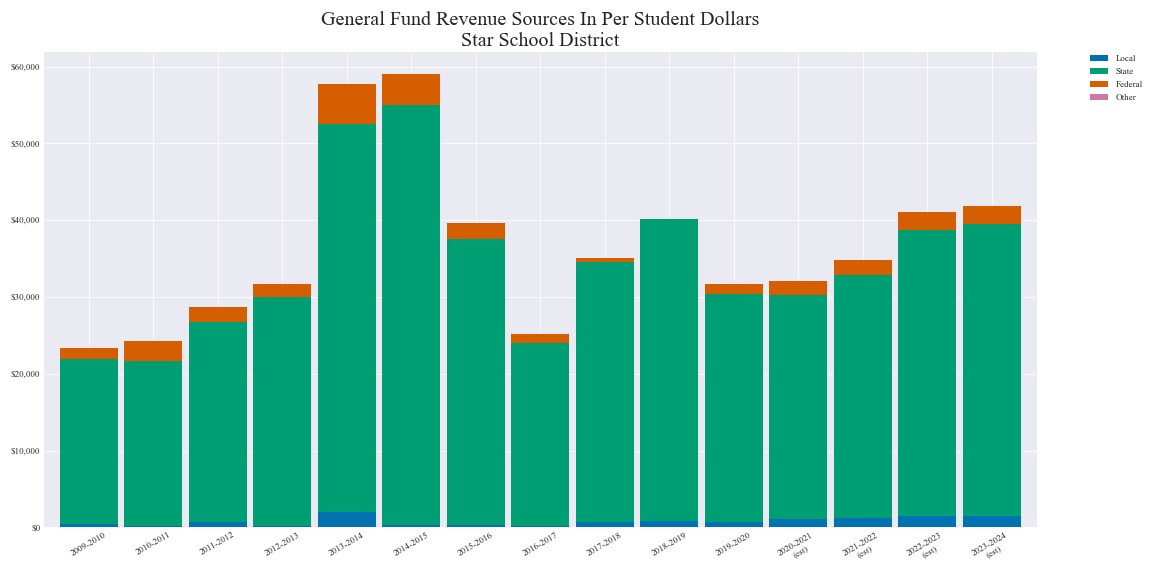 General Fund Revenue Sources In Per Student Dollars
Star School District
Local
State
Federal
Other
$60,000
$50,000
$40,000
$30,000
$20,000
$10,000
$0
2009-2010
2010-2011
2011-2012
2012-2013
2013-2014
2014-2015
2015-2016
2016-2017
2017-2018
2018-2019
2019-2020
2020-2021
(est)
2021-2022
(est)
2022-2023
(est)
2023-2024
(est)